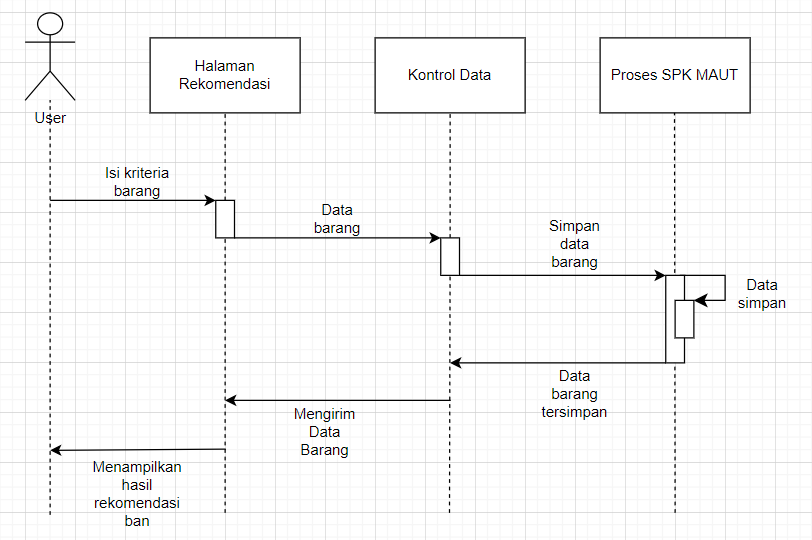 User
Halaman
Rekomendasi
Kontrol Data
Proses SPK MAUT
Isi kriteria
barang
Data
barang
Simpan
data
barang
Data
simpan
Data
barang
tersimpan
Mengirim
Data
Barang
Menampilkan
hasil
rekomendasi
ban